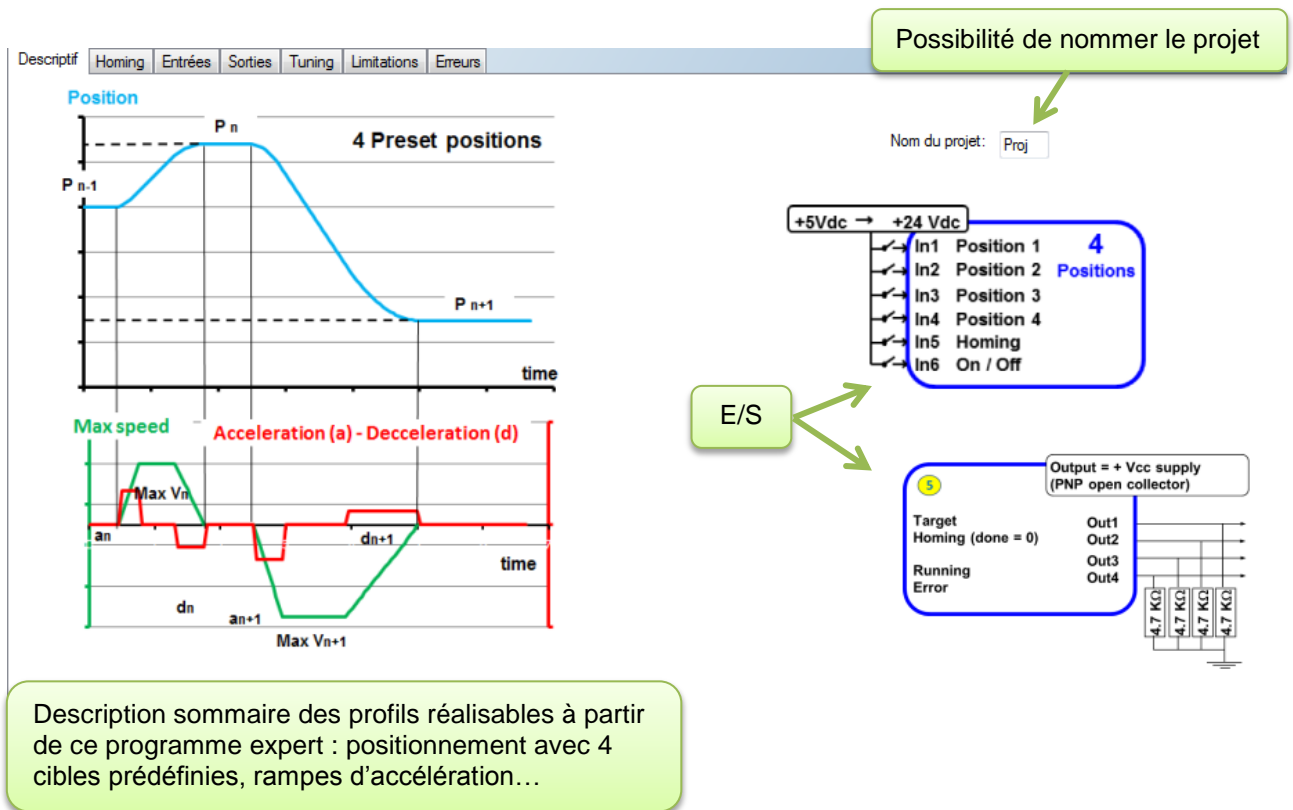 Possibilité de nommer le projet
Descriptif Homing Entrées Sorties Tuning Limitations Erreurs
Nom du projet: Proj
Position
4 Preset positions
P n
P n-1
P n+1
time
Max speed
Acceleration (a) - Decceleration (d)
Max Vn
an
dn+1
time
dn
an+1
Max Vn+1
+5Vdc → +24 Vdc
In1 Position 1
In2 Position 2
In3 Position 3
In4 Position 4
In5 Homing
In6 On / Off
4
Positions
E/S
Output = + Vcc supply
(PNP open collector)
5
Target
Homing (done = 0)
Running
Error
Out1
Out2
Out3
Out4
4.7 KΩ
4.7 KΩ
4.7 KΩ
4.7 KΩ
Description sommaire des profils réalisables à partir
de ce programme expert : positionnement avec 4
cibles prédéfinies, rampes d’accélération…